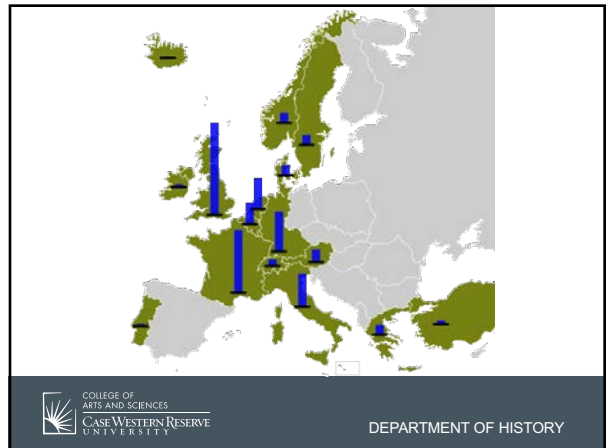 COLLEGE OF
ARTS AND SCIENCES
CASE WESTERN RESERVE
UNIVERSITY
DEPARTMENT OF HISTORY